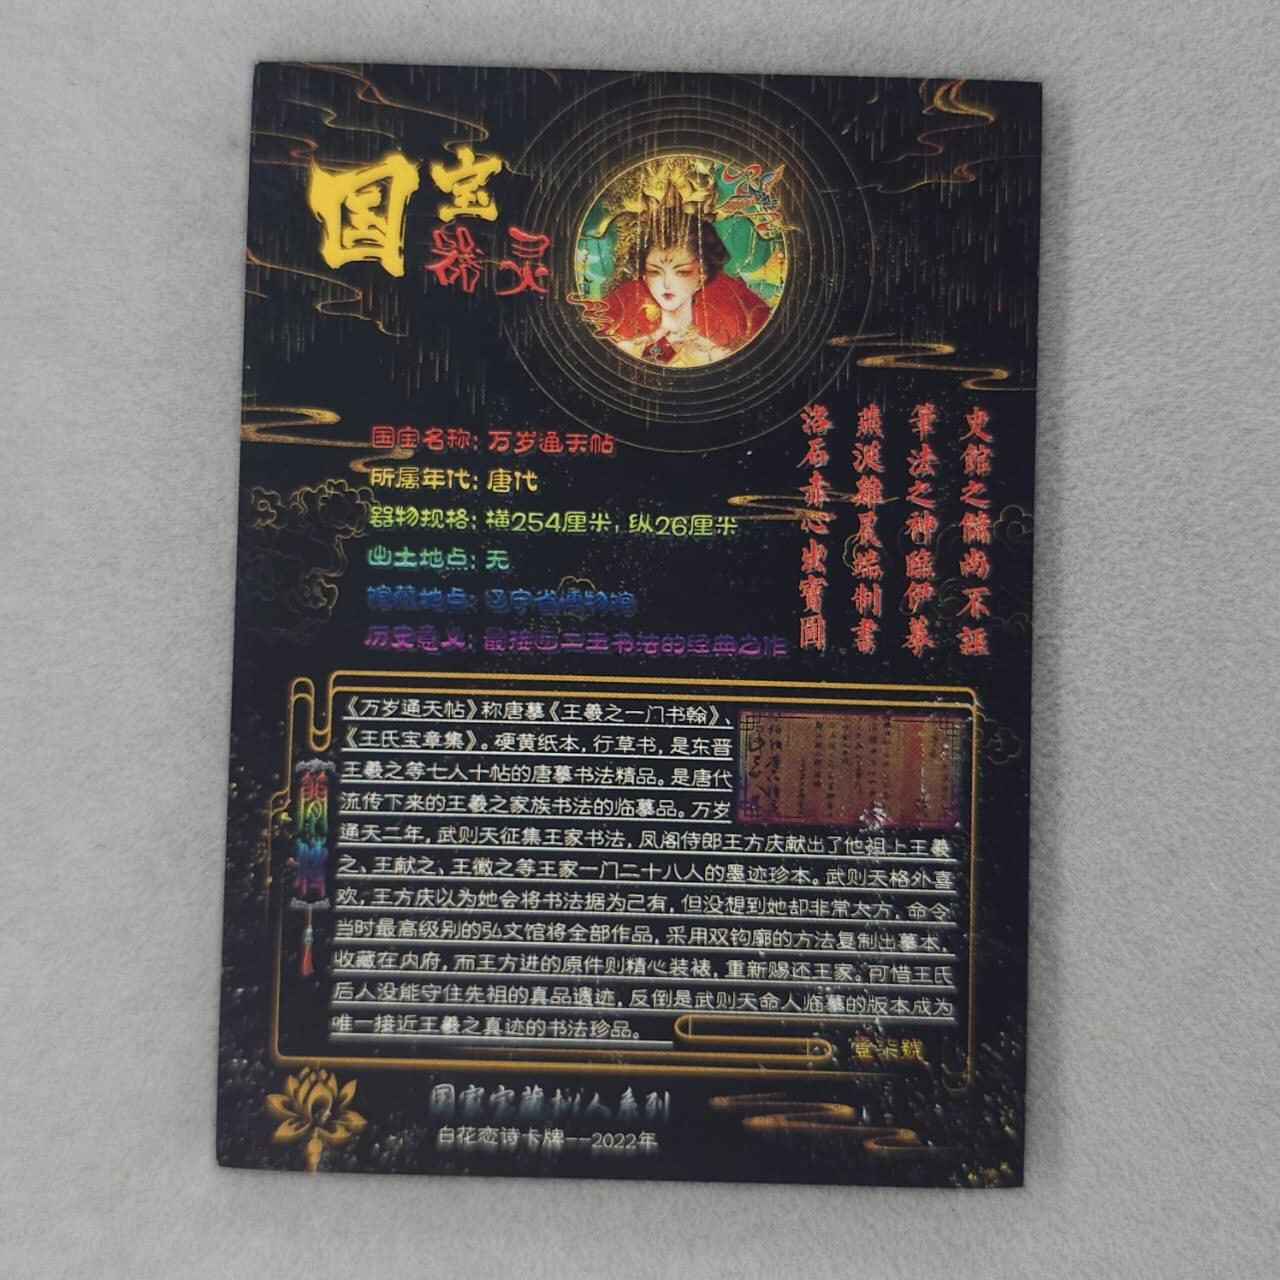 国宝
器灵
国宝名称: 万岁通天帖
所属年代: 唐代
器物规格: 横254厘米, 纵26厘米
出土地点: 无
馆藏地点: 辽宁省博物馆
历史意义: 最接近二王书法的经典之作
史館之儲尚不誣
筆法之神臨伊摹
燕涎雞晨端制書
洛石赤心出寶圖
《万岁通天帖》称唐摹《王羲之一门书翰》、
《王氏宝章集》。硬黄纸本, 行草书, 是东晋
王羲之等七人十帖的唐摹书法精品。是唐代
流传下来的王羲之家族书法的临摹品。万岁
通天二年, 武则天征集王家书法, 凤阁侍郎王方庆献出了他祖上王羲
之、王献之、王徽之等王家一门二十八人的墨迹珍本。武则天格外喜
欢, 王方庆以为她会将书法据为己有, 但没想到她却非常大方, 命令
当时最高级别的弘文馆将全部作品, 采用双钩廓的方法复制出摹本,
收藏在内府, 而王方进的原件则精心装裱, 重新赐还王家。可惜王氏
后人没能守住先祖的真品遗迹, 反倒是武则天命人临摹的版本成为
唯一接近王羲之真迹的书法珍品。
壹柒號
国家宝藏拟人系列
白花恋诗卡牌--2022年